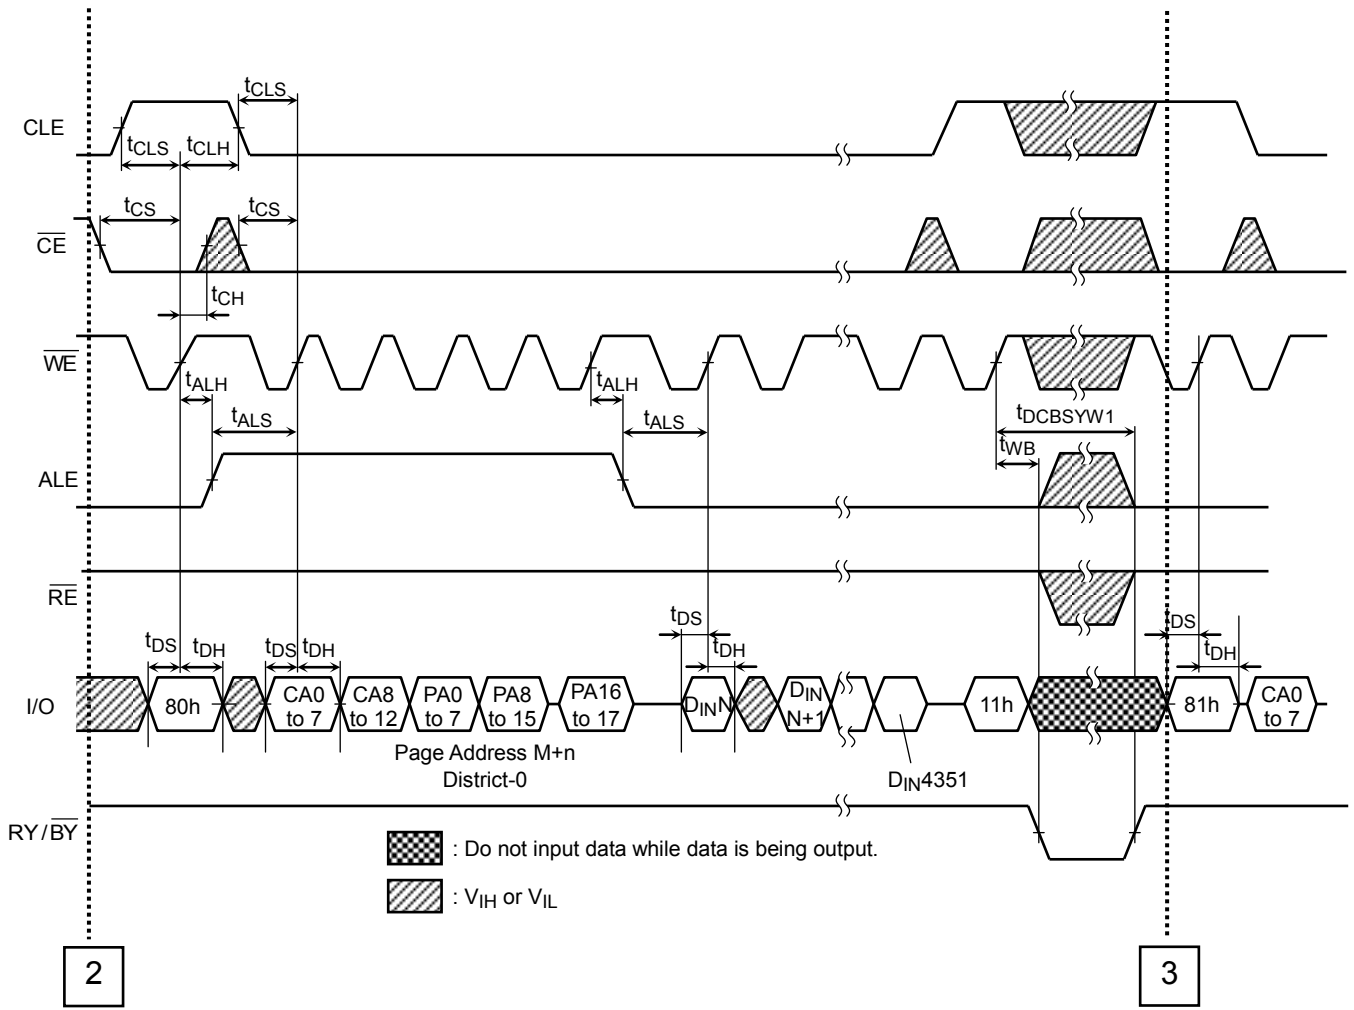 tCLS
CLE
tCLS tCLH
tCS tCS
CE
tCH
WE
tALH tALH
tALS tALS
tDCBSYW1
tWB
ALE
RE
tDS tDH tDS tDH tDS tDH DS tDH
I/O
80h
CA0 to 7
CA8 to 12
PA0 to 7
PA8 to 15
PA16 to 17
DINN
DIN N+1
11h
81h
CA0 to 7
Page Address M+n
District-0
DIN4351
RY/BY
: Do not input data while data is being output.
: VIH or VIL
2
3